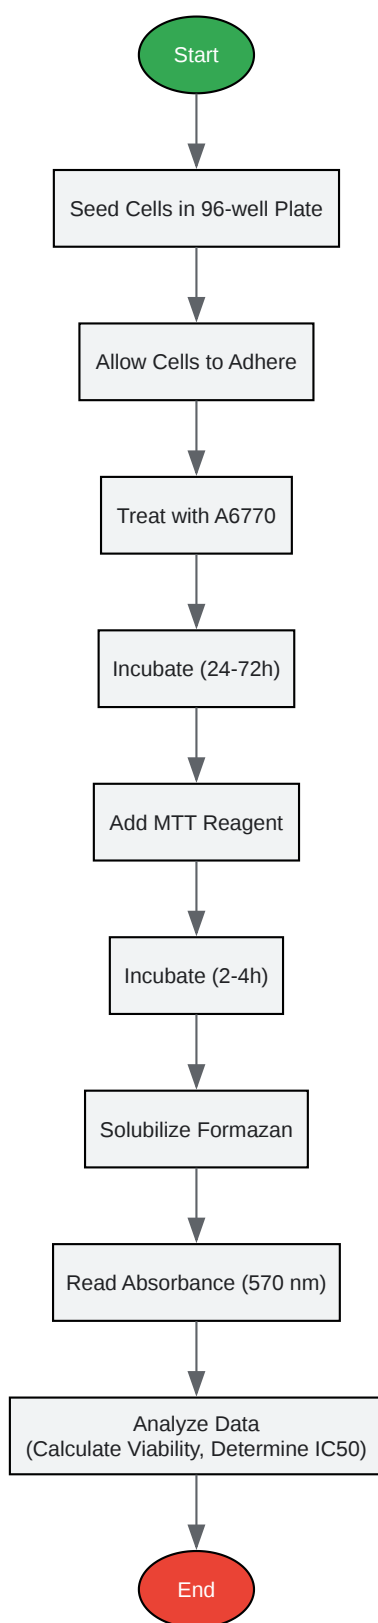 Start
Seed Cells in 96-well Plate
Allow Cells to Adhere
Treat with A6770
Incubate (24-72h)
Add MTT Reagent
Incubate (2-4h)
Solubilize Formazan
Read Absorbance (570 nm)
Analyze Data
(Calculate Viability, Determine IC50)
End